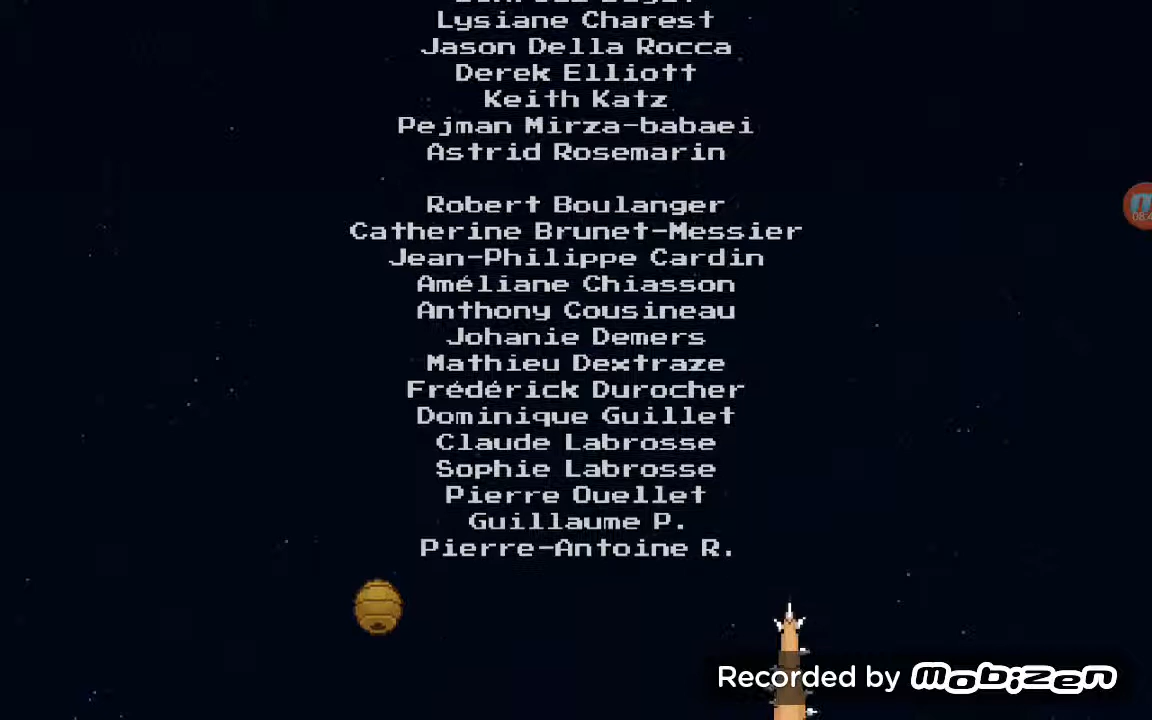 Lysiane Charest
Jason Della Rocca
Derek Elliott
Keith Katz
Pejman Mirza-babaei
Astrid Rosemarin
Robert Boulanger
Catherine Brunet-Messier
Jean-Philippe Cardin
Améliane Chiasson
Anthony Cousineau
Johanie Demers
Mathieu Dextraze
Frédérick Durocher
Dominique Guillet
Claude Labrosse
Sophie Labrosse
Pierre Ouellet
Guillaume P.
Pierre-Antoine R.
Recorded by mobizen